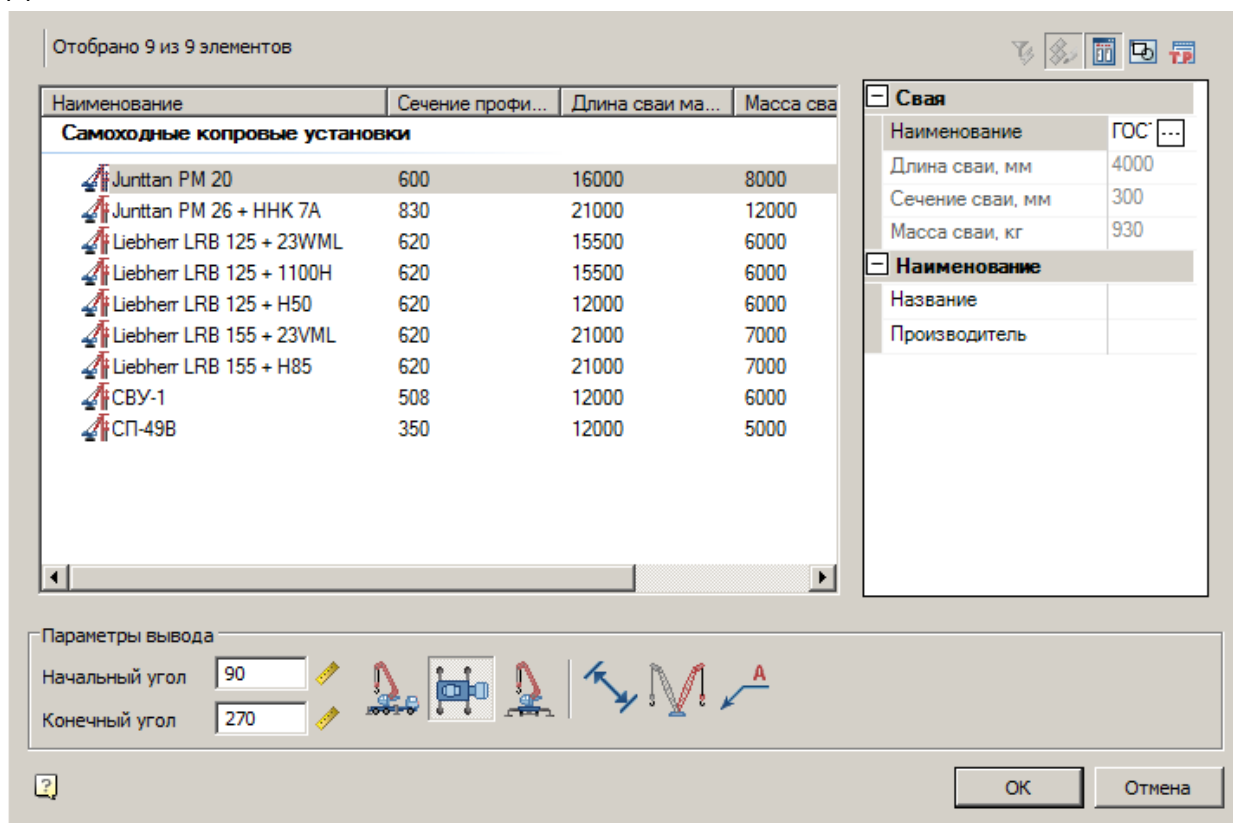 Отобрано 9 из 9 элементов
Наименование Сечение профи... Длина сваи ма... Масса сва
Самоходные копровые установки
Junttan PM 20 600 16000 8000
Junttan PM 26 + HHK 7A 830 21000 12000
Liebherr LRB 125 + 23WML 620 15500 6000
Liebherr LRB 125 + 1100H 620 15500 6000
Liebherr LRB 125 + H50 620 12000 6000
Liebherr LRB 155 + 23VML 620 21000 7000
Liebherr LRB 155 + H85 620 21000 7000
СВУ-1 508 12000 6000
СП-49В 350 12000 5000
Свая
Наименование ГОСТ ...
Длина сваи, мм 4000
Сечение сваи, мм 300
Масса сваи, кг 930
Наименование
Название
Производитель
Параметры вывода
Начальный угол 90
Конечный угол 270
A
ТР
?
ОК Отмена